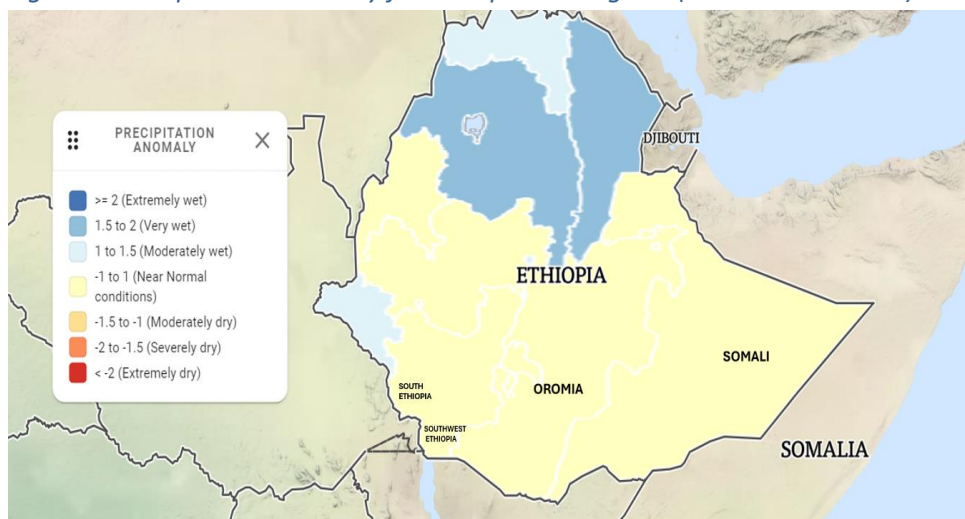 PRECIPITATION
ANOMALY
>= 2 (Extremely wet)
1.5 to 2 (Very wet)
1 to 1.5 (Moderately wet)
-1 to 1 (Near Normal
conditions)
-1.5 to -1 (Moderately dry)
-2 to -1.5 (Severely dry)
< -2 (Extremely dry)
DJIBOUTI
ETHIOPIA
SOMALI
OROMIA
SOUTH
ETHIOPIA
SOUTHWEST
ETHIOPIA
SOMALIA